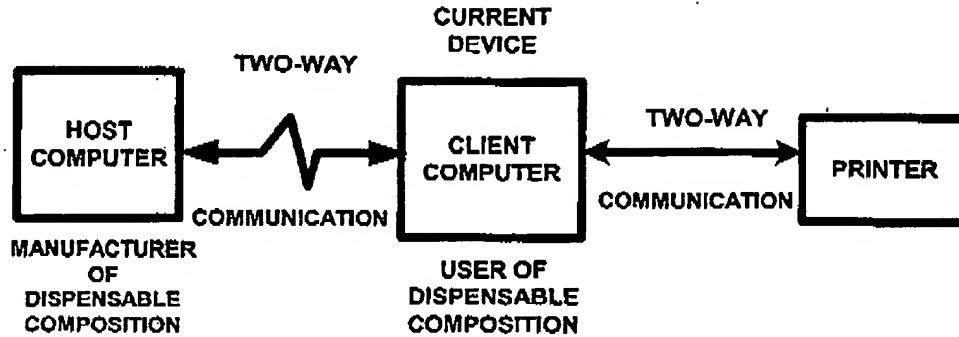 CURRENT
DEVICE
TWO-WAY
HOST
COMPUTER
COMMUNICATION
CLIENT
COMPUTER
TWO-WAY
COMMUNICATION
PRINTER
MANUFACTURER
OF
DISPENSABLE
COMPOSITION
USER OF
DISPENSABLE
COMPOSITION